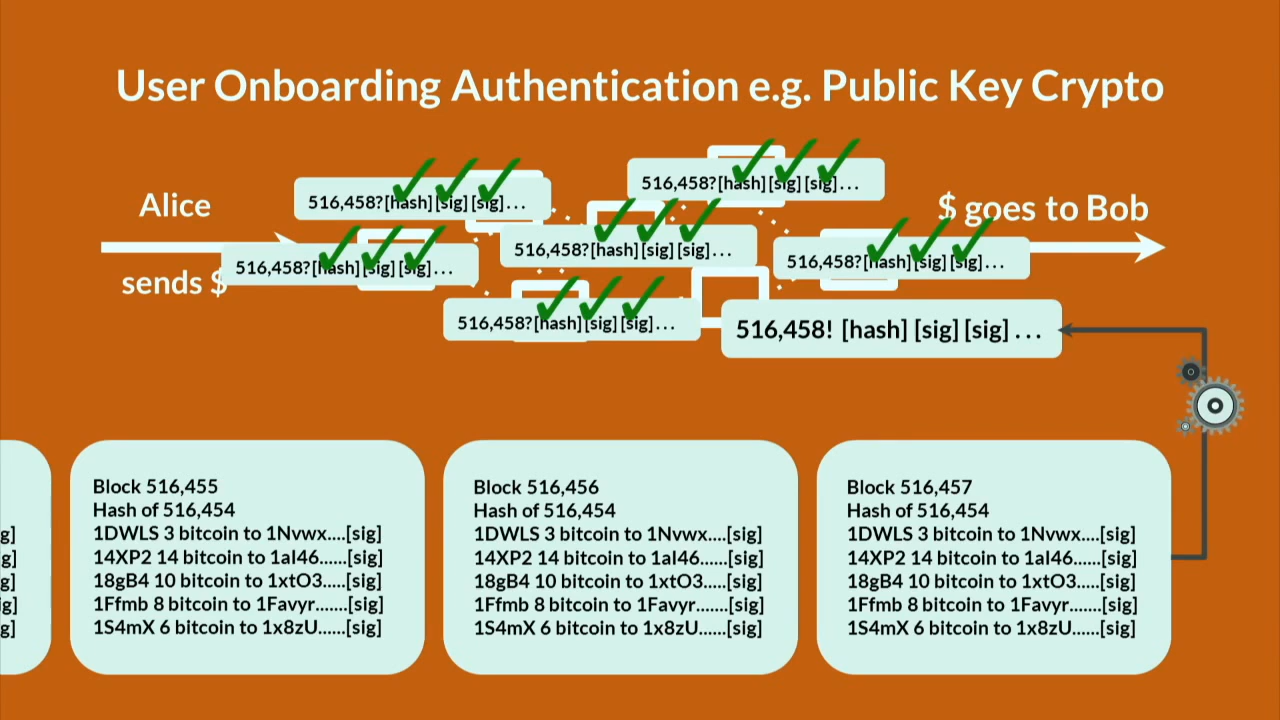 User Onboarding Authentication e.g. Public Key Crypto
Alice
sends $
$ goes to Bob
516,458?[hash][sig][sig]...
516,458?[hash][sig][sig]...
516,458?[hash][sig][sig]...
516,458?[hash][sig][sig]...
516,458?[hash][sig][sig]...
516,458?[hash][sig][sig]...
516,458! [hash] [sig] [sig] ...
g]
g]
g]
g]
g]
Block 516,455
Hash of 516,454
1DWLS 3 bitcoin to 1Nvwx....[sig]
14XP2 14 bitcoin to 1aI46......[sig]
18gB4 10 bitcoin to 1xtO3.....[sig]
1Ffmb 8 bitcoin to 1Favyr.......[sig]
1S4mX 6 bitcoin to 1x8zU......[sig]
Block 516,456
Hash of 516,454
1DWLS 3 bitcoin to 1Nvwx....[sig]
14XP2 14 bitcoin to 1aI46......[sig]
18gB4 10 bitcoin to 1xtO3.....[sig]
1Ffmb 8 bitcoin to 1Favyr.......[sig]
1S4mX 6 bitcoin to 1x8zU......[sig]
Block 516,457
Hash of 516,454
1DWLS 3 bitcoin to 1Nvwx....[sig]
14XP2 14 bitcoin to 1aI46......[sig]
18gB4 10 bitcoin to 1xtO3.....[sig]
1Ffmb 8 bitcoin to 1Favyr.......[sig]
1S4mX 6 bitcoin to 1x8zU......[sig]